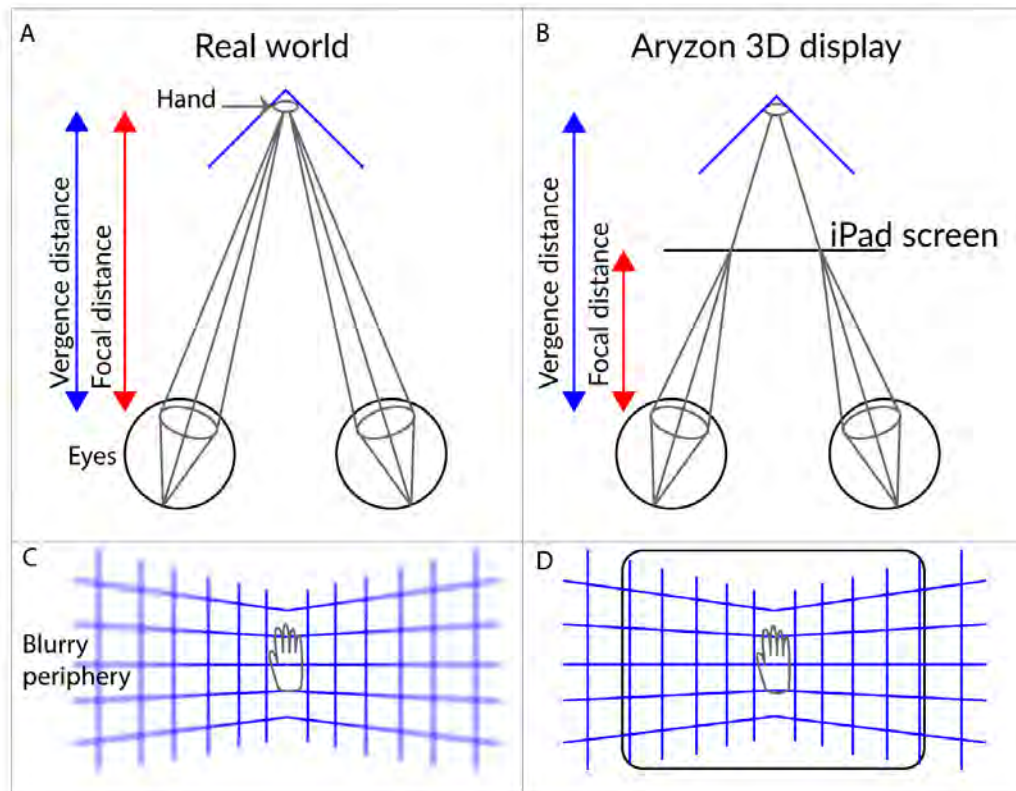 A
Real world
Hand
Vergence distance
Focal distance
Eyes
B
Aryzon 3D display
iPad screen
Vergence distance
Focal distance
C
Blurry
periphery
D